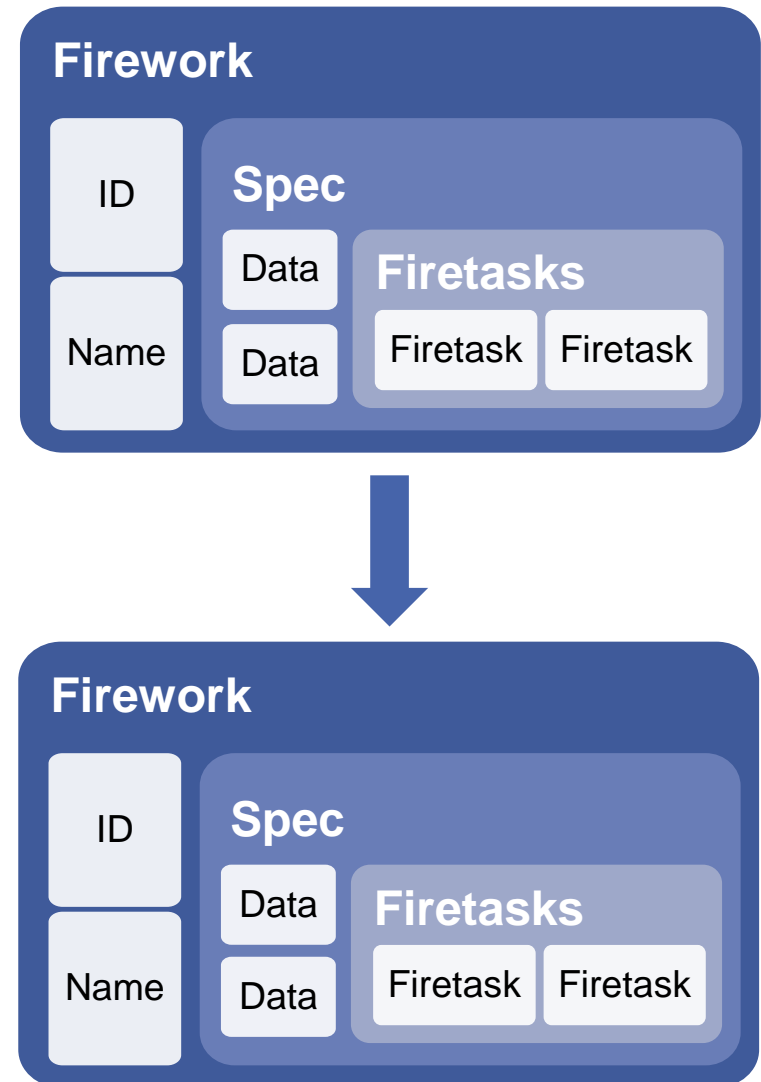 Firework
ID
Spec
Data
Firetasks
Name
Data
Firetask Firetask
Firework
ID
Spec
Data
Firetasks
Name
Data
Firetask Firetask